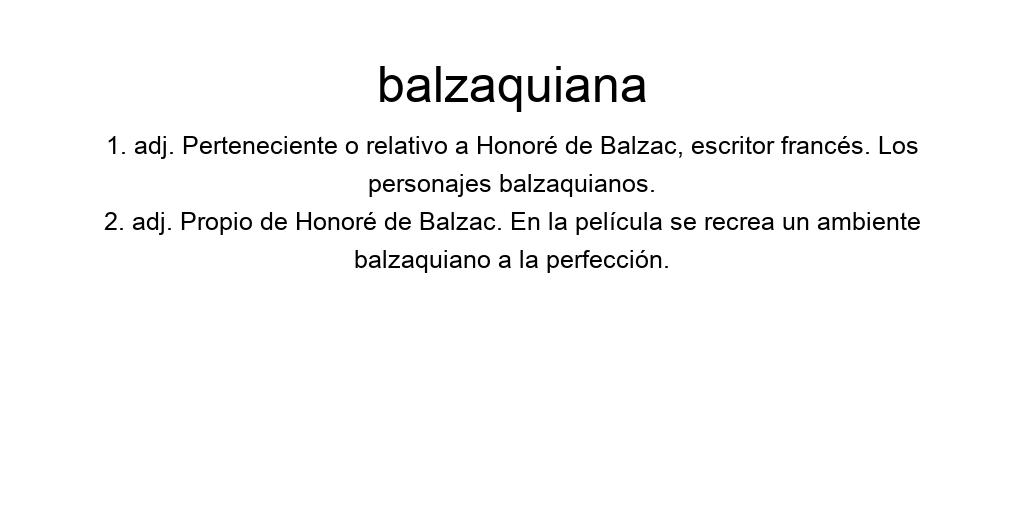 balzaquiana
1. adj. Perteneciente o relativo a Honoré de Balzac, escritor francés. Los
personajes balzaquianos.
2. adj. Propio de Honoré de Balzac. En la película se recrea un ambiente
balzaquiano a la perfección.